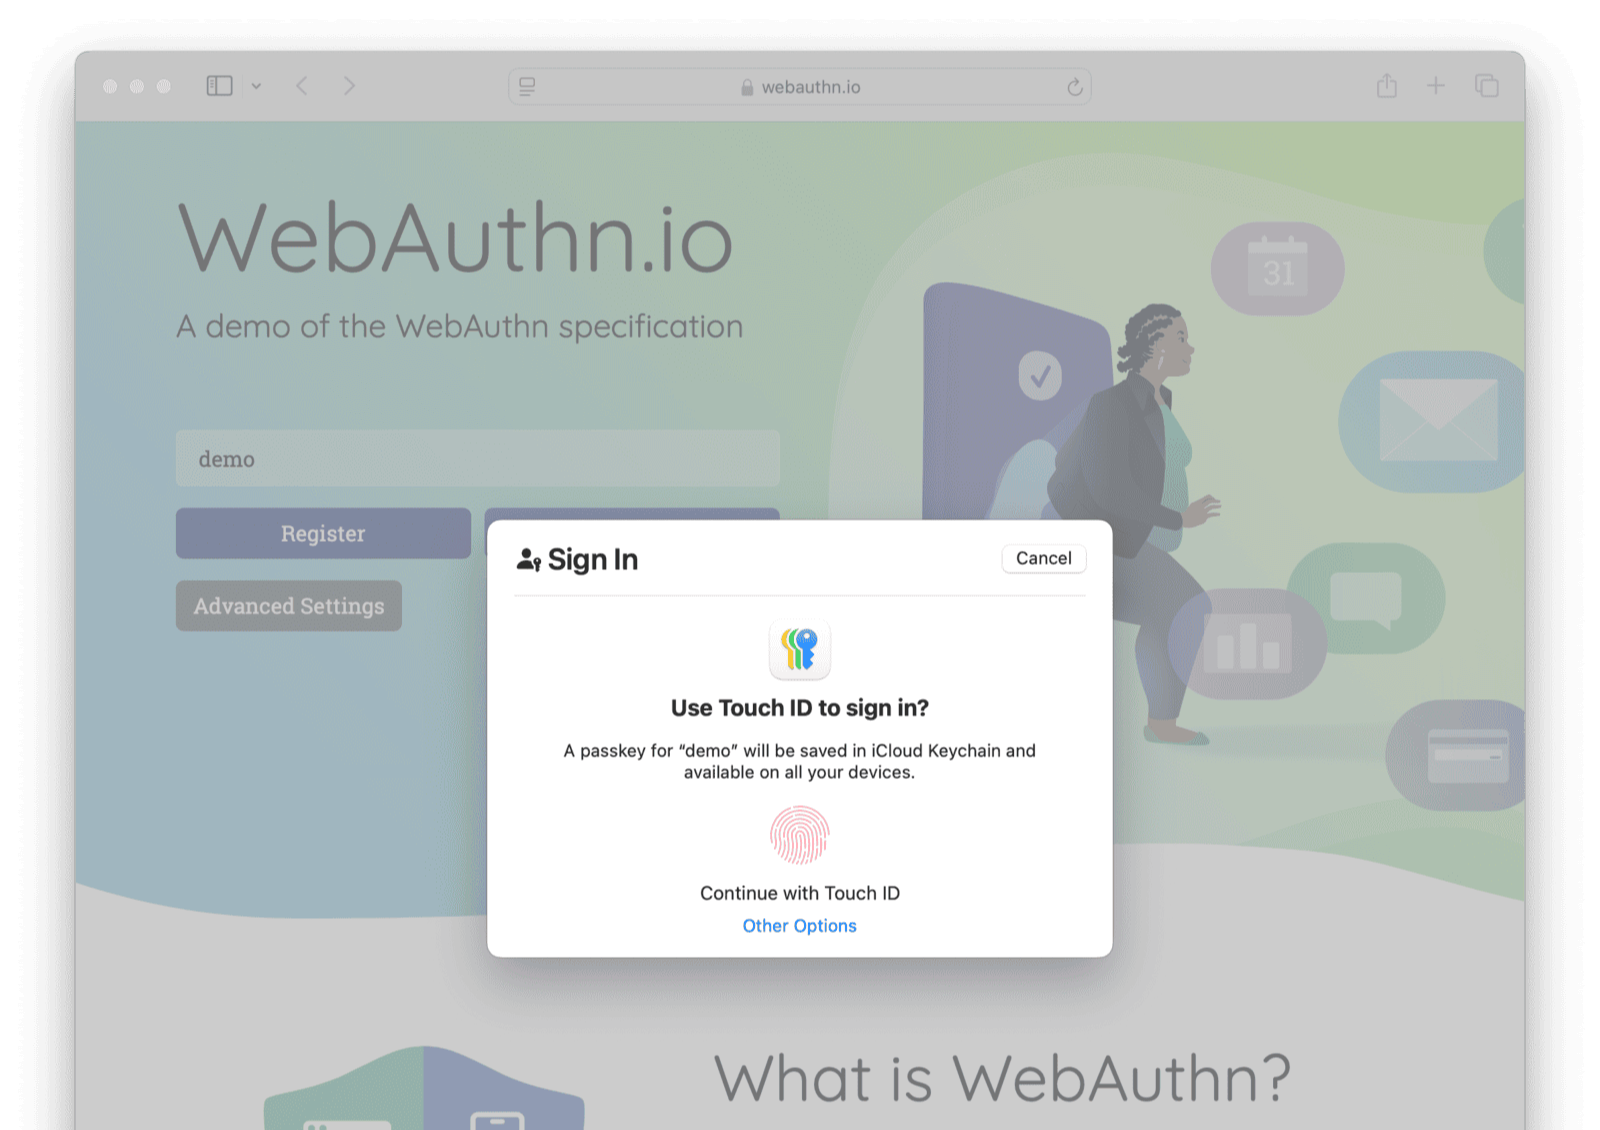 webauthn.io
WebAuthn.io
A demo of the WebAuthn specification
31
demo
Register
Advanced Settings
Sign In
Cancel
Use Touch ID to sign in?
A passkey for “demo” will be saved in iCloud Keychain and
available on all your devices.
Continue with Touch ID
Other Options
What is WebAuthn?